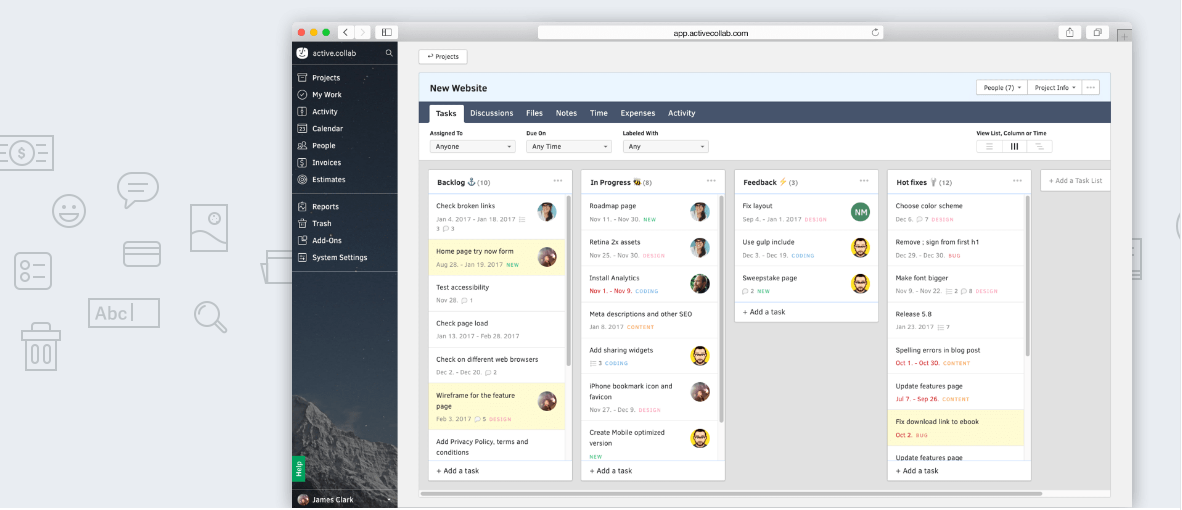 app.activecollab.com
active.collab
Projects
My Work
Activity
Calendar
People
Invoices
Estimates
Reports
Trash
Add-Ons
System Settings
Help
James Clark
Abc
Projects
New Website
People (7)
Project Info
Tasks Discussions Files Notes Time Expenses Activity
Assigned To
Anyone
Due On
Any Time
Labeled With
Any
View List, Column or Time
Backlog (10)
Check broken links
Jan 4. 2017 - Jan 18. 2017
3 3
Home page try now form
Aug 28. - Jan 19. 2017 NEW
Test accessibility
Nov 28. 1
Check page load
Jan 13. 2017 - Feb 28. 2017
Check on different web browsers
Dec 2. - Dec 20. 2
Wireframe for the feature
page
Feb 3. 2017 5 DESIGN
Add Privacy Policy, terms and
conditions
+ Add a task
In Progress (8)
Roadmap page
Nov 11. - Nov 30. NEW
Retina 2x assets
Nov 25. - Nov 30. DESIGN
Install Analytics
Nov 1. - Nov 9. CODING
Meta descriptions and other SEO
Jan 8. 2017 CONTENT
Add sharing widgets
3 CODING
iPhone bookmark icon and
favicon
Nov 27. - Dec 9. DESIGN
Create Mobile optimized
version
NEW
+ Add a task
Feedback (3)
Fix layout
Sep 4. - Jan 1. 2017 DESIGN
NM
Use gulp include
Dec 3. - Dec 19. CODING
Sweepstake page
2 NEW
+ Add a task
Hot fixes (12)
Choose color scheme
Dec 6. 7 DESIGN
Remove ; sign from first h1
Dec 29. - Dec 30. BUG
Make font bigger
Nov 9. - Nov 22. 2 8 DESIGN
Release 5.8
Jan 23. 2017 7
Spelling errors in blog post
Oct 1. - Oct 30. CONTENT
Update features page
Jul 7. - Sep 26. CONTENT
Fix download link to ebook
Oct 2. BUG
Update features page
+ Add a task
+ Add a Task List